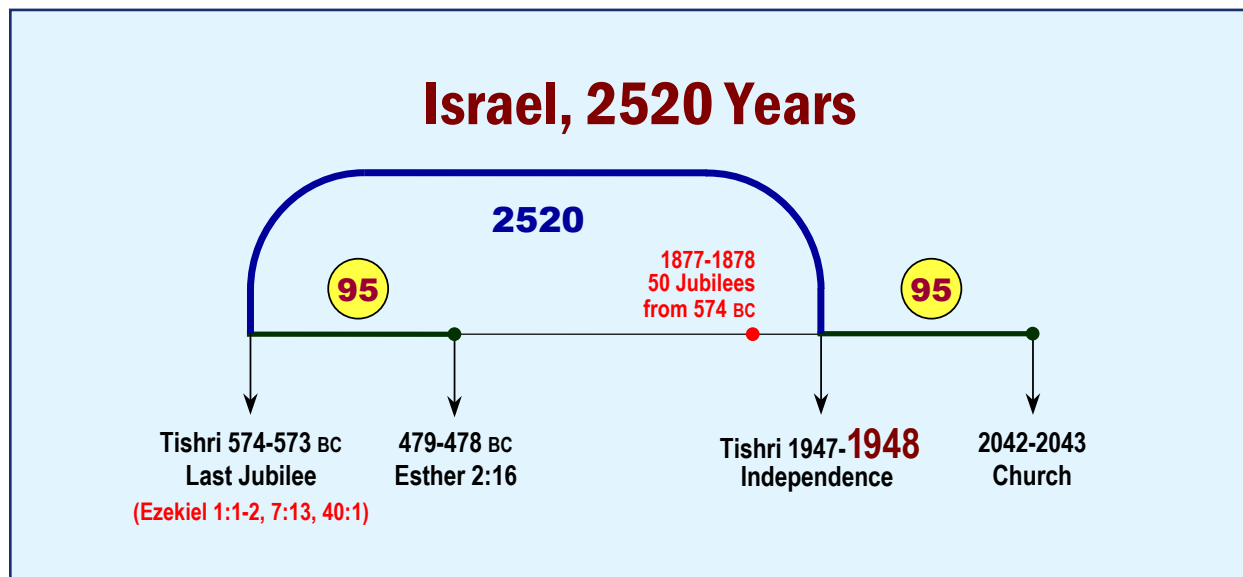 Israel, 2520 Years
2520
95
1877-1878
50 Jubilees
from 574 BC
95
Tishri 574-573 BC
Last Jubilee
(Ezekiel 1:1-2, 7:13, 40:1)
479-478 BC
Esther 2:16
Tishri 1947-1948
Independence
2042-2043
Church